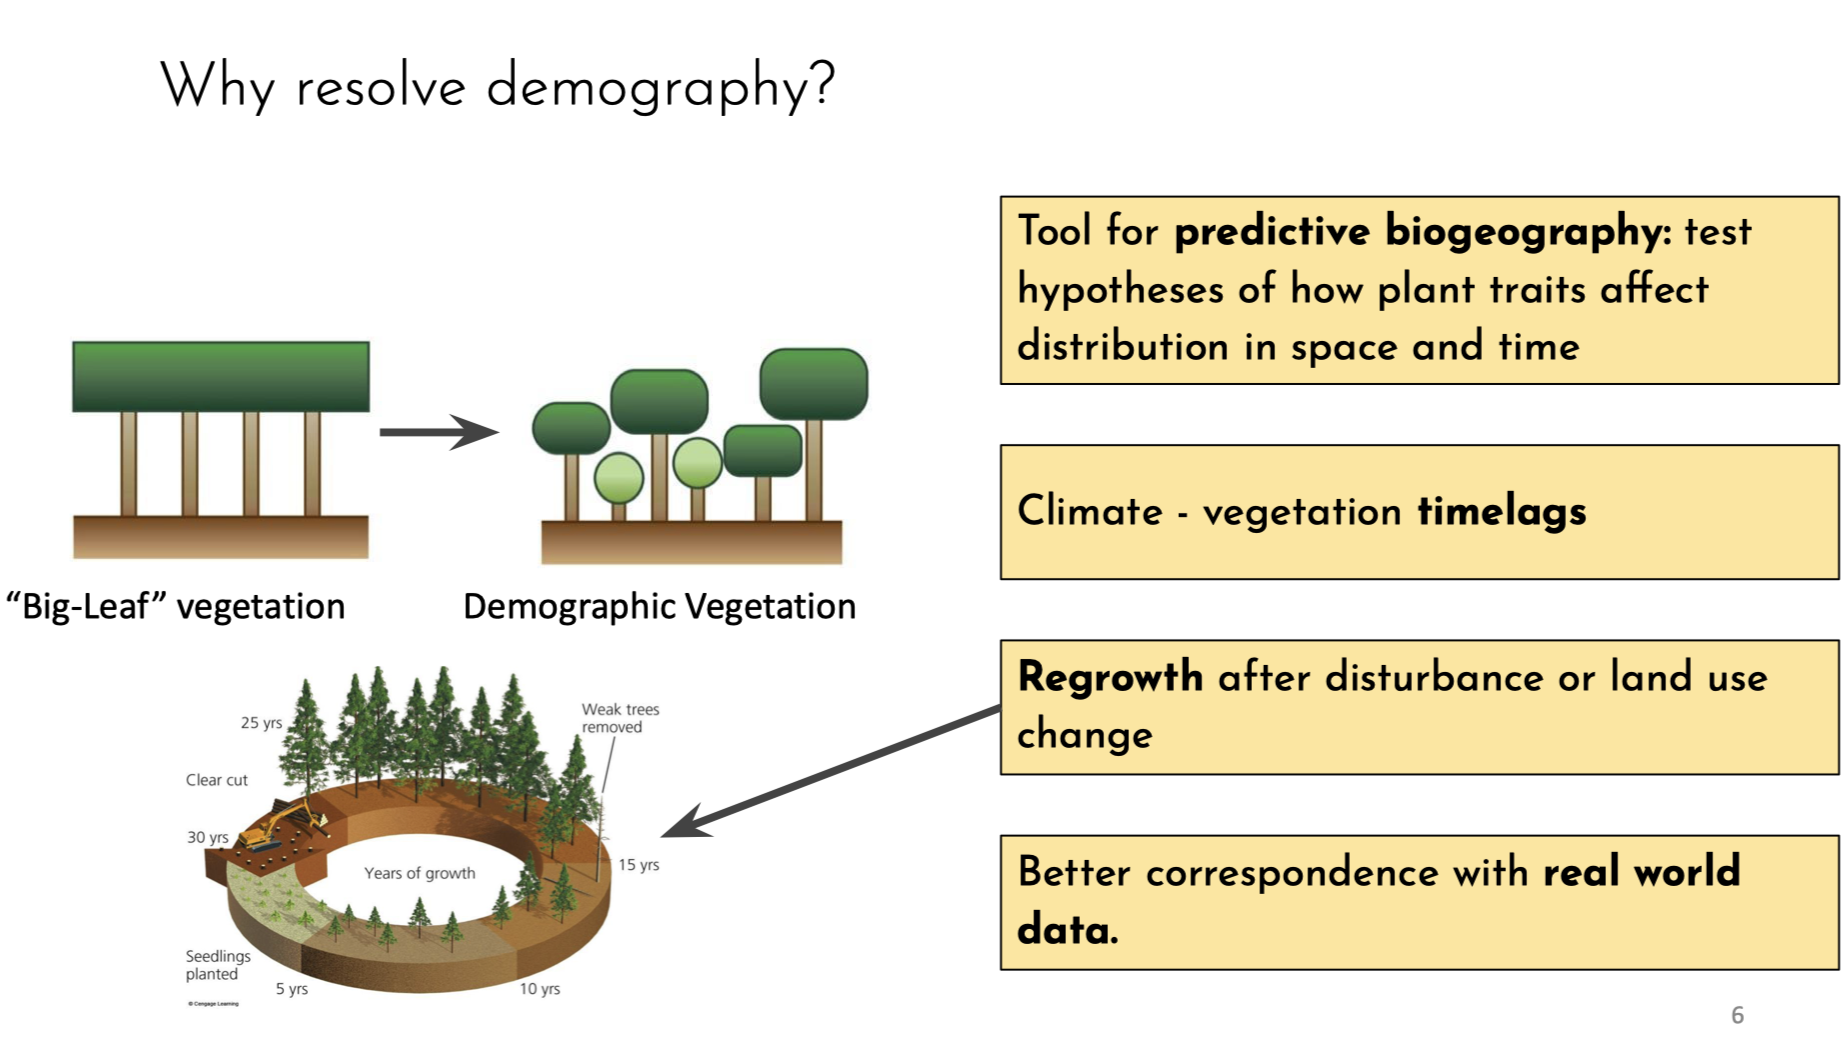 Why resolve demography?
Tool for predictive biogeography: test
hypotheses of how plant traits affect
distribution in space and time
Climate - vegetation timelags
Regrowth after disturbance or land use
change
Better correspondence with real world
data.
“Big-Leaf” vegetation
Demographic Vegetation
25 yrs
Weak trees
removed
Clear cut
30 yrs
Years of growth
15 yrs
Seedlings
planted
5 yrs
10 yrs
© Cengage Learning
6